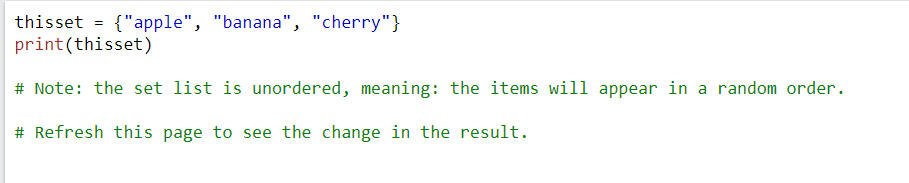 thisset = {"apple", "banana", "cherry"}
print(thisset)
# Note: the set list is unordered, meaning: the items will appear in a random order.
# Refresh this page to see the change in the result.